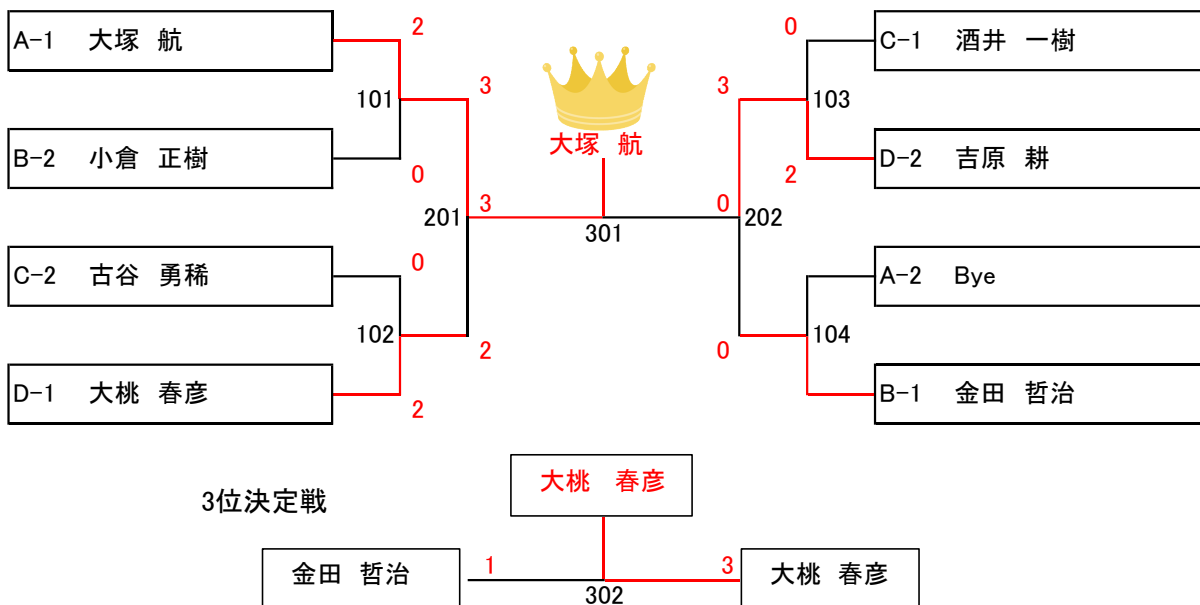 2
0
A-1 大塚 航
C-1 酒井 一樹
3
3
101
103
大塚 航
B-2 小倉 正樹
D-2 吉原 耕
0
2
3
0
201
202
301
0
C-2 古谷 勇稀
A-2 Bye
102
104
2
0
D-1 大桃 春彦
B-1 金田 哲治
2
大桃 春彦
3位決定戦
1
3
金田 哲治
大桃 春彦
302